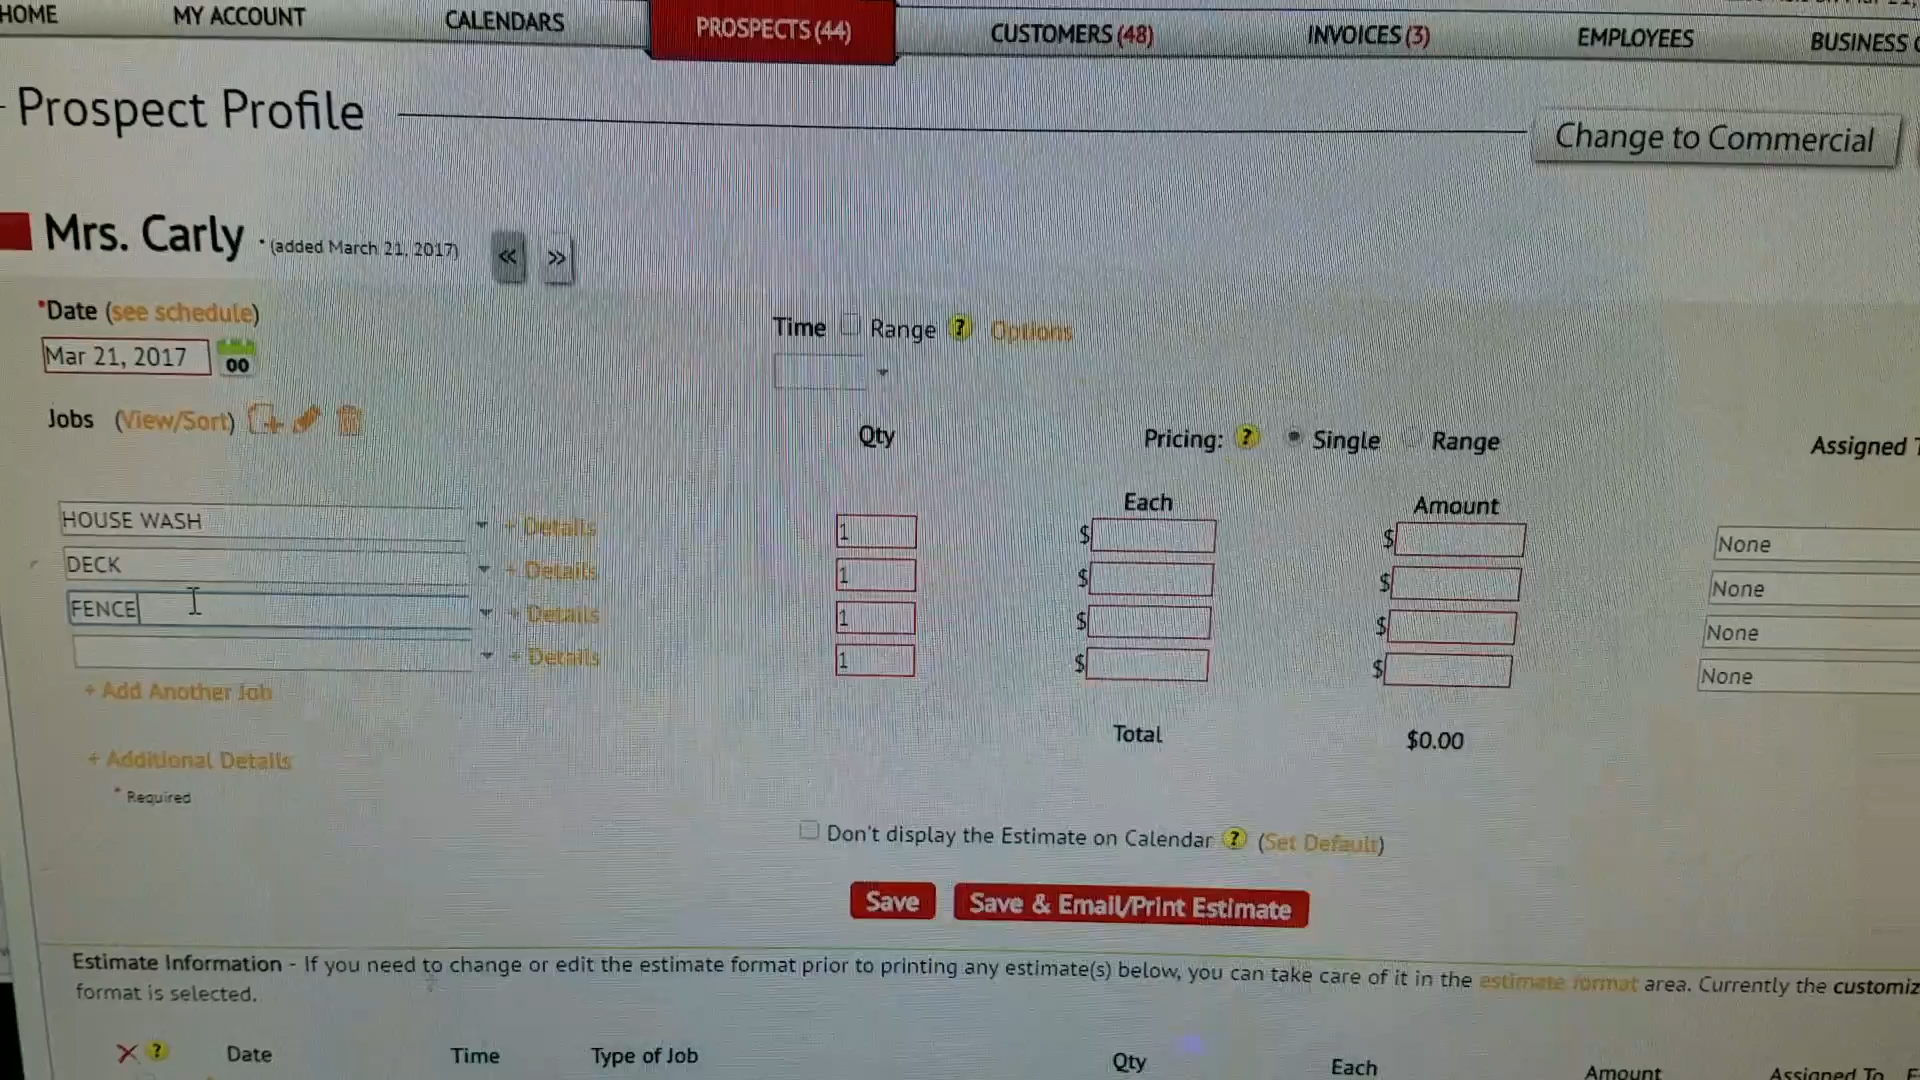 HOME MY ACCOUNT CALENDARS PROSPECTS (44) CUSTOMERS (48) INVOICES (3) EMPLOYEES BUSINESS
Prospect Profile
Change to Commercial
Mrs. Carly • (added March 21, 2017) « »
*Date (see schedule)
Time Range ? Options
Mar 21, 2017 00
Jobs (View/Sort)
Qty Pricing: ? Single Range Assigned
Each Amount
HOUSE WASH + Details 1 $ $ None
DECK + Details 1 $ $ None
FENCE + Details 1 $ $ None
+ Details 1 $ $ None
+ Add Another Job
Total $0.00
+ Additional Details
* Required
Don't display the Estimate on Calendar ? (Set Default)
Save Save & Email/Print Estimate
Estimate Information - If you need to change or edit the estimate format prior to printing any estimate(s) below, you can take care of it in the estimate format area. Currently the customiz
format is selected.
X ? Date Time Type of Job Qty Each Amount Assigned To